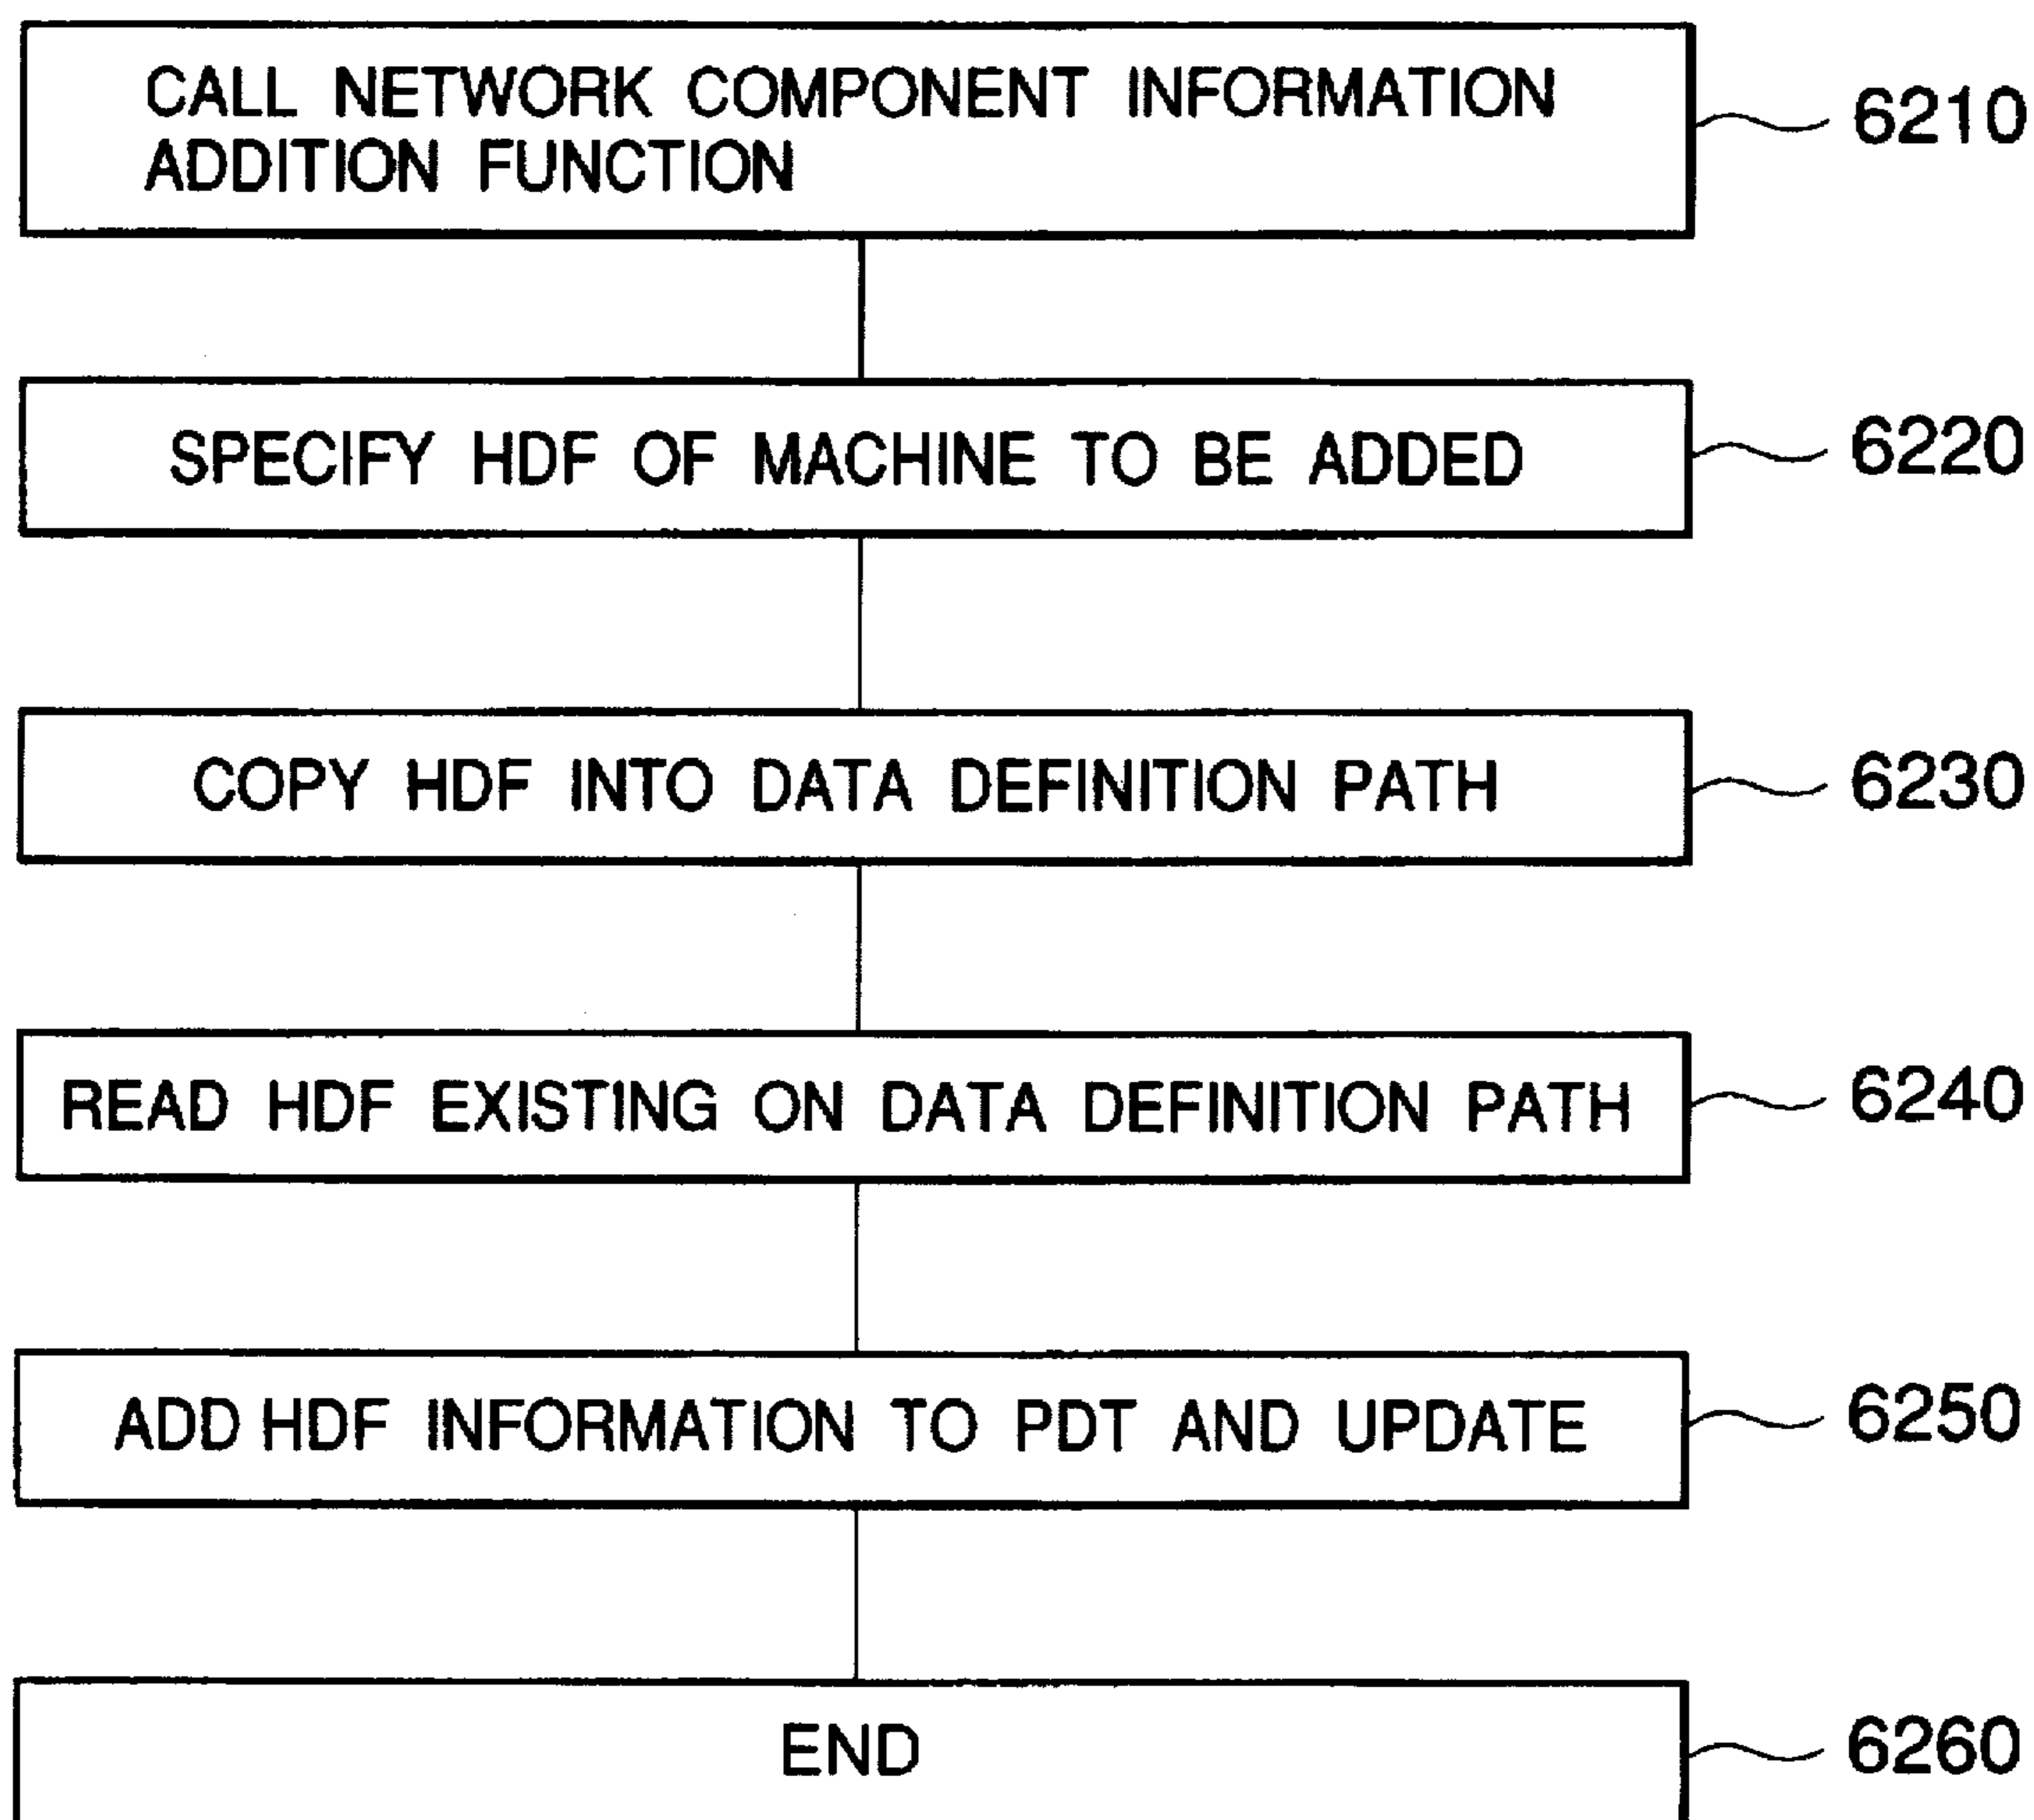 CALL NETWORK COMPONENT INFORMATION
ADDITION FUNCTION
6210
SPECIFY HDF OF MACHINE TO BE ADDED
6220
COPY HDF INTO DATA DEFINITION PATH
6230
READ HDF EXISTING ON DATA DEFINITION PATH
6240
ADD HDF INFORMATION TO PDT AND UPDATE
6250
END
6260